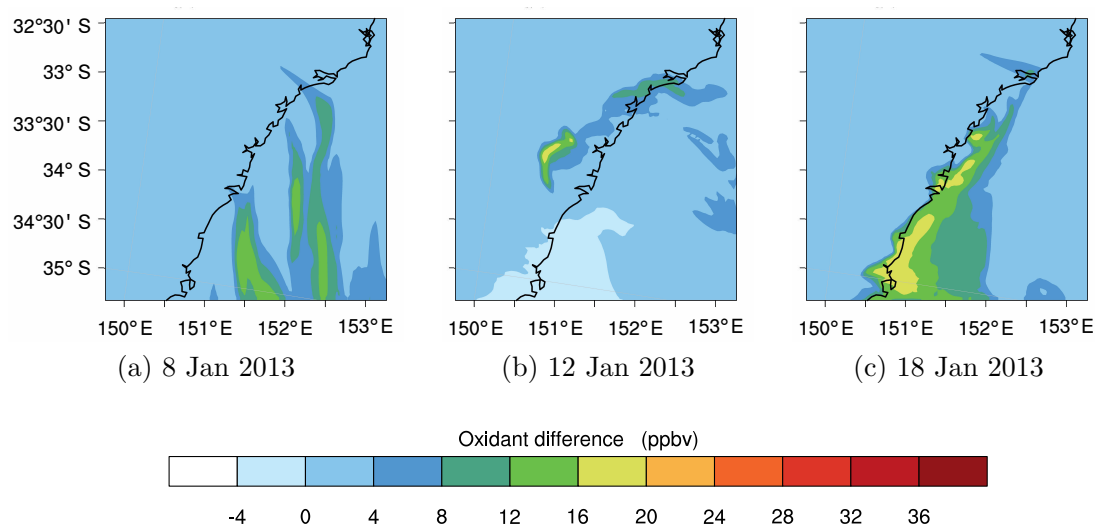 32°30' S
33° S
33°30' S
34° S
34°30' S
35° S
150°E 151°E 152°E 153°E
150°E 151°E 152°E 153°E
150°E 151°E 152°E 153°E
(a) 8 Jan 2013
(b) 12 Jan 2013
(c) 18 Jan 2013
Oxidant difference (ppbv)
-4 0 4 8 12 16 20 24 28 32 36